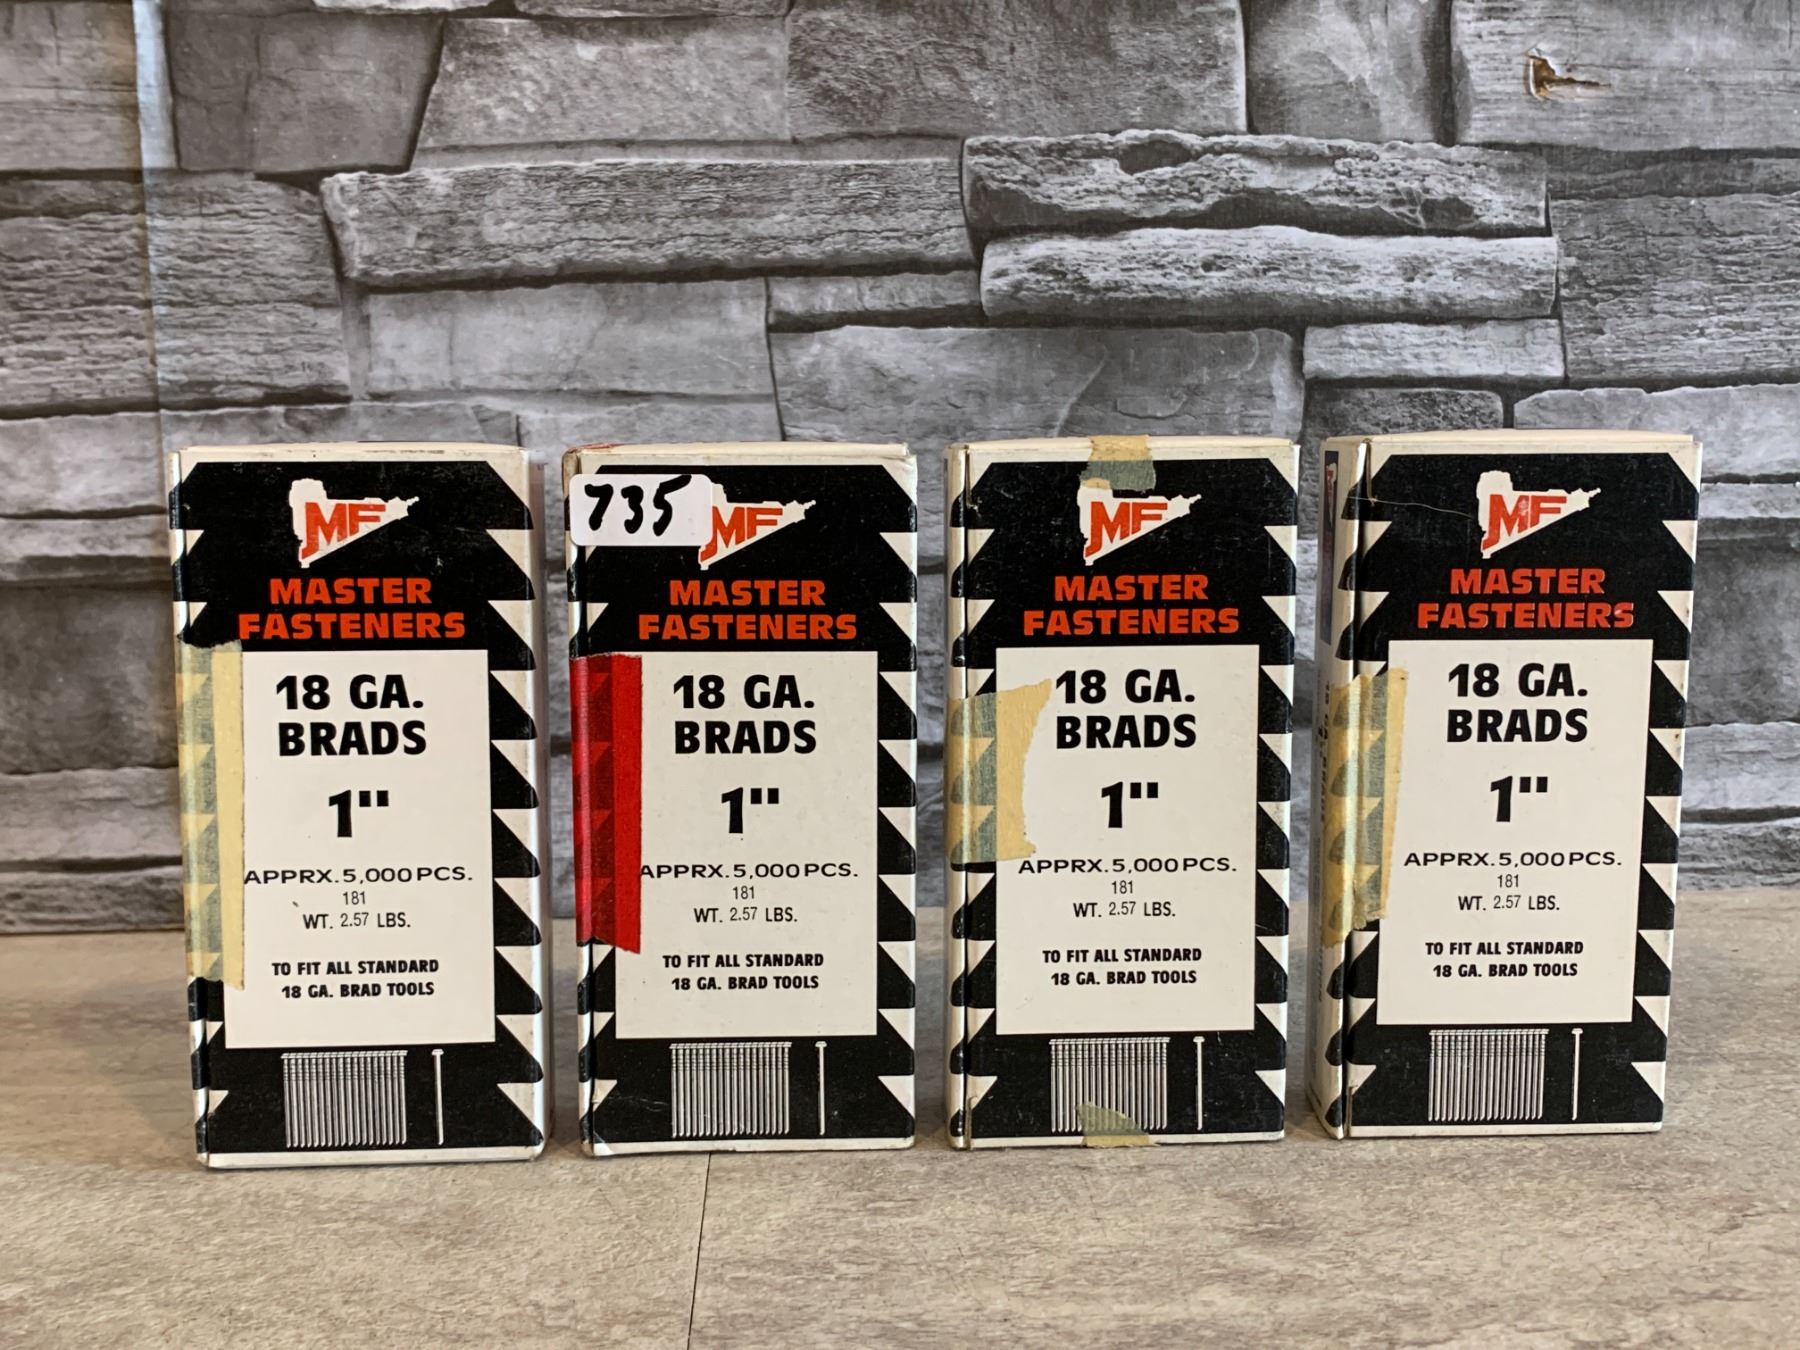 MF
MASTER
FASTENERS
18 GA.
BRADS
1"
APPRX. 5,000 PCS.
181
WT. 2.57 LBS.
TO FIT ALL STANDARD
18 GA. BRAD TOOLS
735
MF
MASTER
FASTENERS
18 GA.
BRADS
1"
APPRX. 5,000 PCS.
181
WT. 2.57 LBS.
TO FIT ALL STANDARD
18 GA. BRAD TOOLS
MF
MASTER
FASTENERS
18 GA.
BRADS
1"
APPRX. 5,000 PCS.
181
WT. 2.57 LBS.
TO FIT ALL STANDARD
18 GA. BRAD TOOLS
MF
MASTER
FASTENERS
18 GA.
BRADS
1"
APPRX. 5,000 PCS.
181
WT. 2.57 LBS.
TO FIT ALL STANDARD
18 GA. BRAD TOOLS